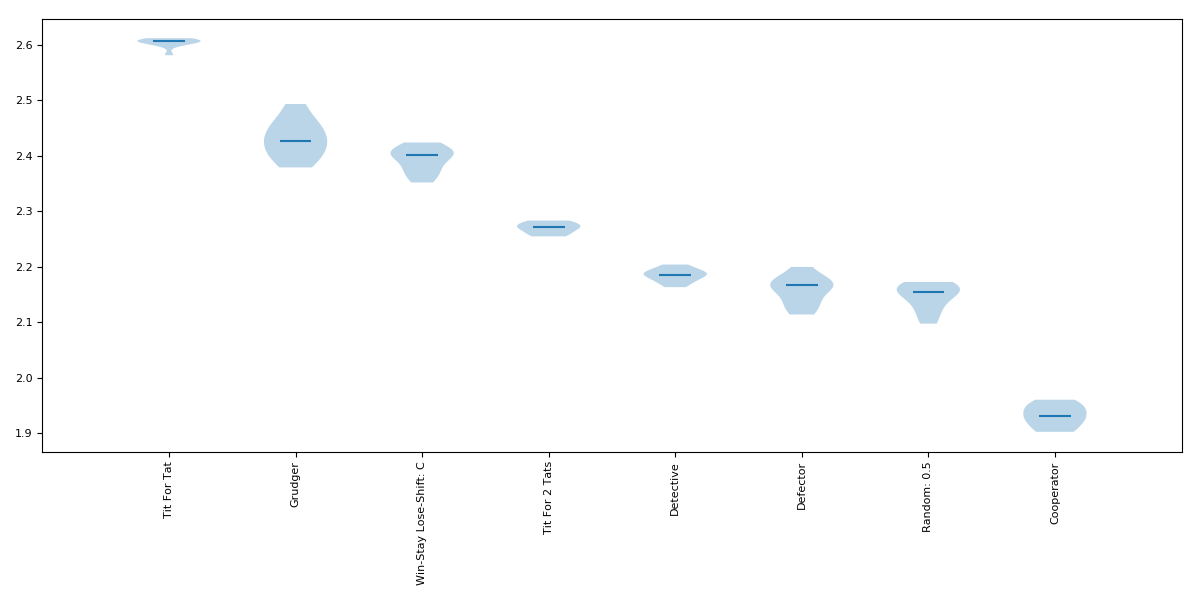 2.6
2.5
2.4
2.3
2.2
2.1
2.0
1.9
Tit For Tat
Grudger
Win-Stay Lose-Shift: C
Tit For 2 Tats
Detective
Defector
Random: 0.5
Cooperator